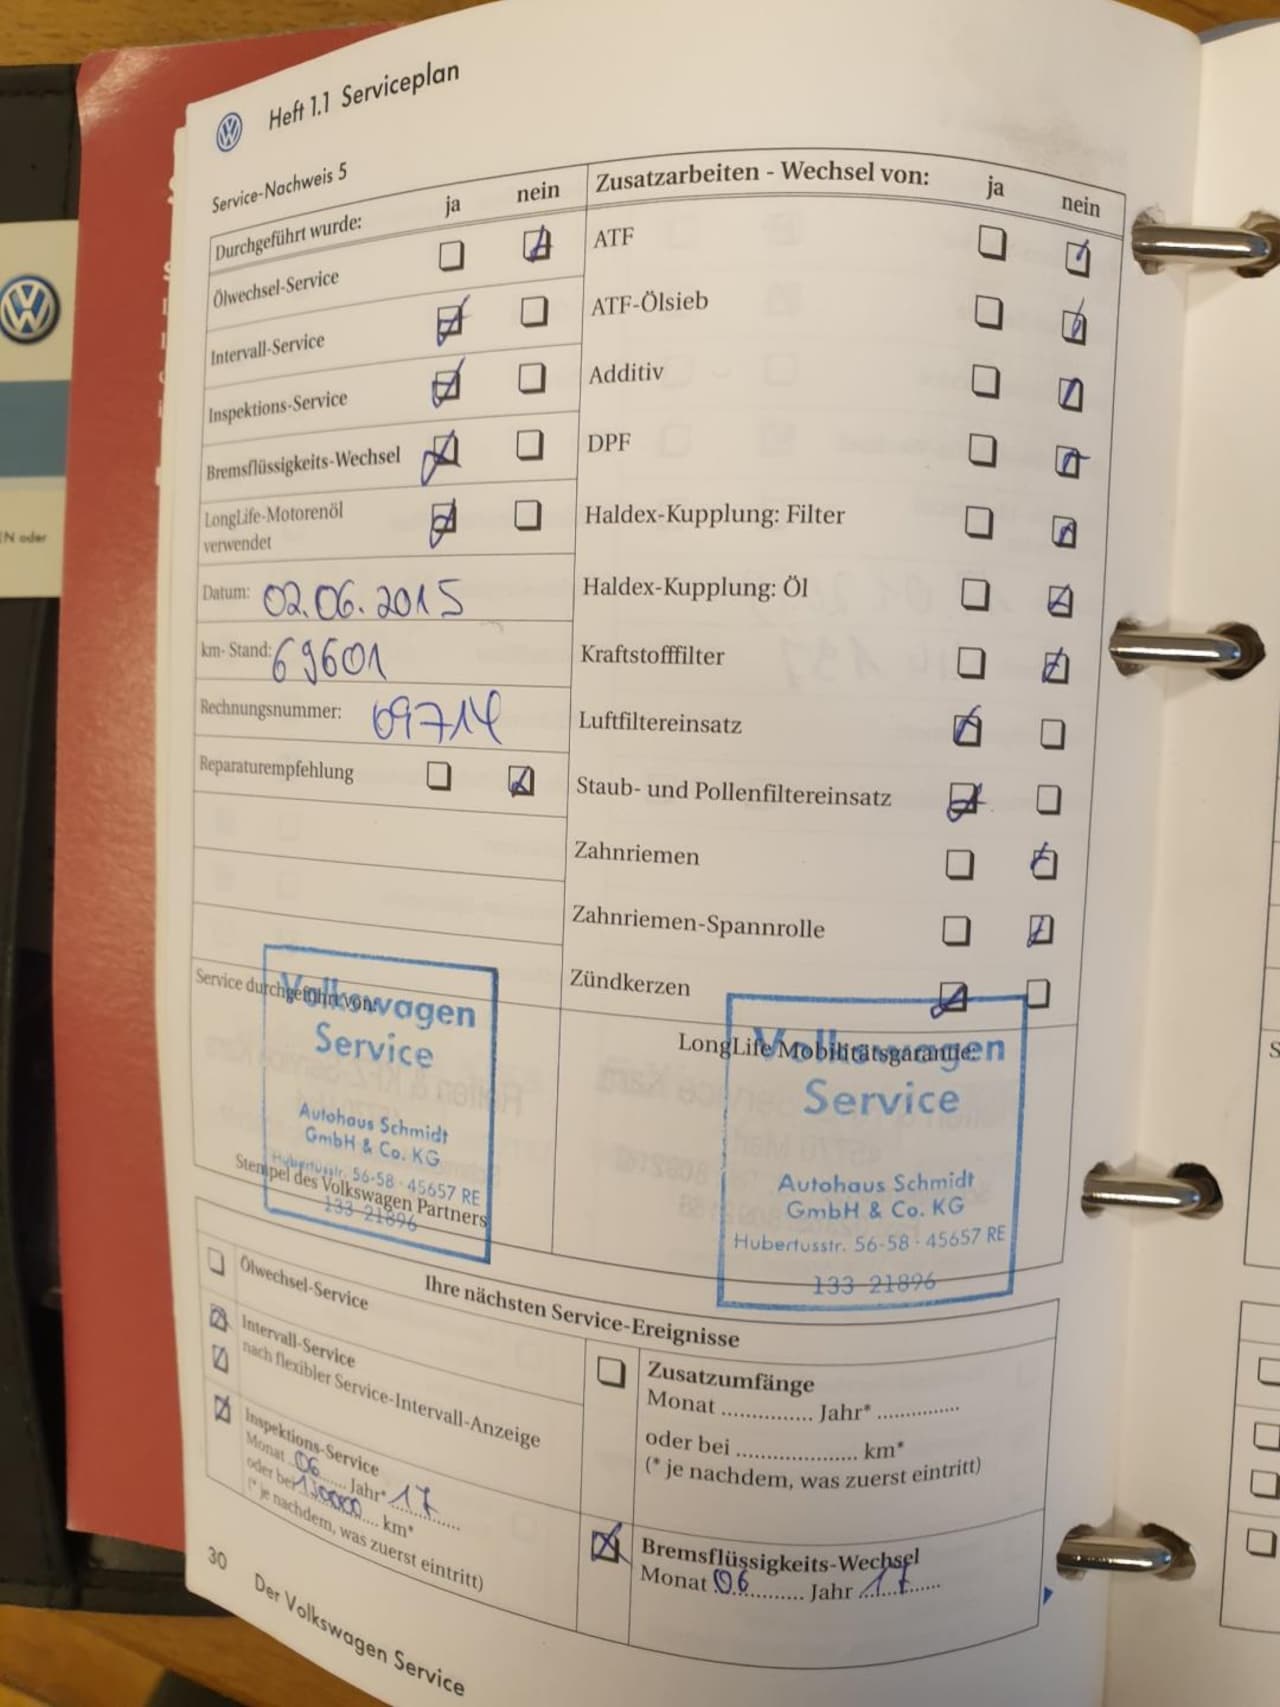 Heft 1.1 Serviceplan
Service-Nachweis 5
Durchgeführt wurde: ja nein
Ölwechsel-Service
Intervall-Service
Inspektions-Service
Bremsflüssigkeits-Wechsel
LongLife-Motorenöl
verwendet
Datum: 02.06.2015
km-Stand: 69601
Rechnungsnummer: 09714
Reparaturempfehlung
Service durchgeführt von:
Volkswagen
Service
Autohaus Schmidt
GmbH & Co. KG
Hubertusstr. 56-58 · 45657 RE
133 21896
Stempel des Volkswagen Partners
Zusatzarbeiten - Wechsel von: ja nein
ATF
ATF-Ölsieb
Additiv
DPF
Haldex-Kupplung: Filter
Haldex-Kupplung: Öl
Kraftstofffilter
Luftfiltereinsatz
Staub- und Pollenfiltereinsatz
Zahnriemen
Zahnriemen-Spannrolle
Zündkerzen
LongLife Mobilitätsgarantie:
Volkswagen
Service
Autohaus Schmidt
GmbH & Co. KG
Hubertusstr. 56-58 · 45657 RE
133 21896
Ihre nächsten Service-Ereignisse
Ölwechsel-Service
Intervall-Service
nach flexibler Service-Intervall-Anzeige
Inspektions-Service
Monat 06 Jahr* 17
oder bei 130000 km*
(* je nachdem, was zuerst eintritt)
Zusatzumfänge
Monat .............. Jahr* ..............
oder bei .................... km*
(* je nachdem, was zuerst eintritt)
Bremsflüssigkeits-Wechsel
Monat 06 Jahr 17
30 Der Volkswagen Service
EN oder